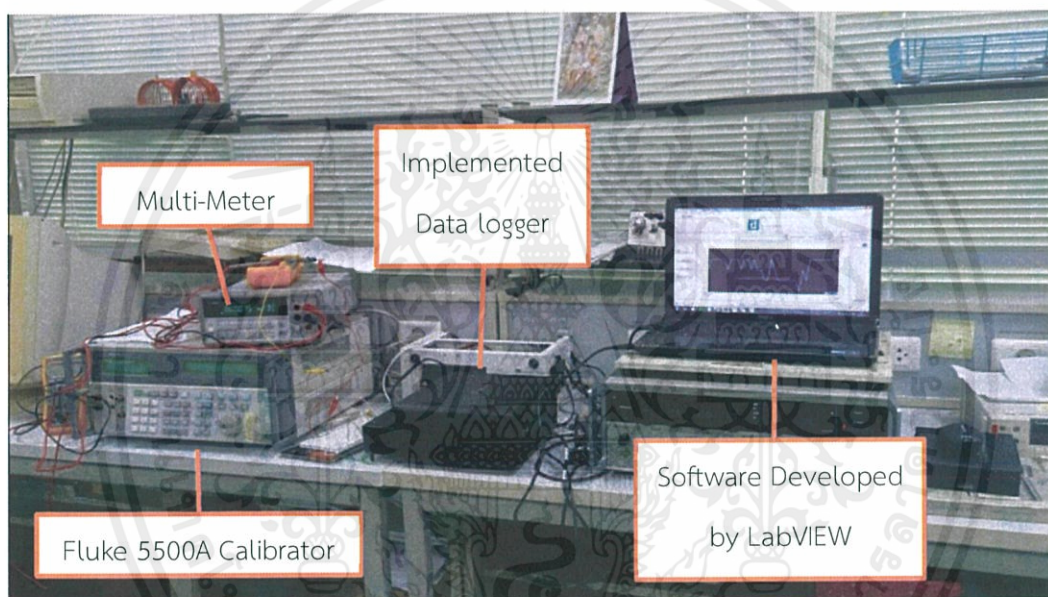 Implemented
Data logger
Multi-Meter
Software Developed
by LabVIEW
Fluke 5500A Calibrator